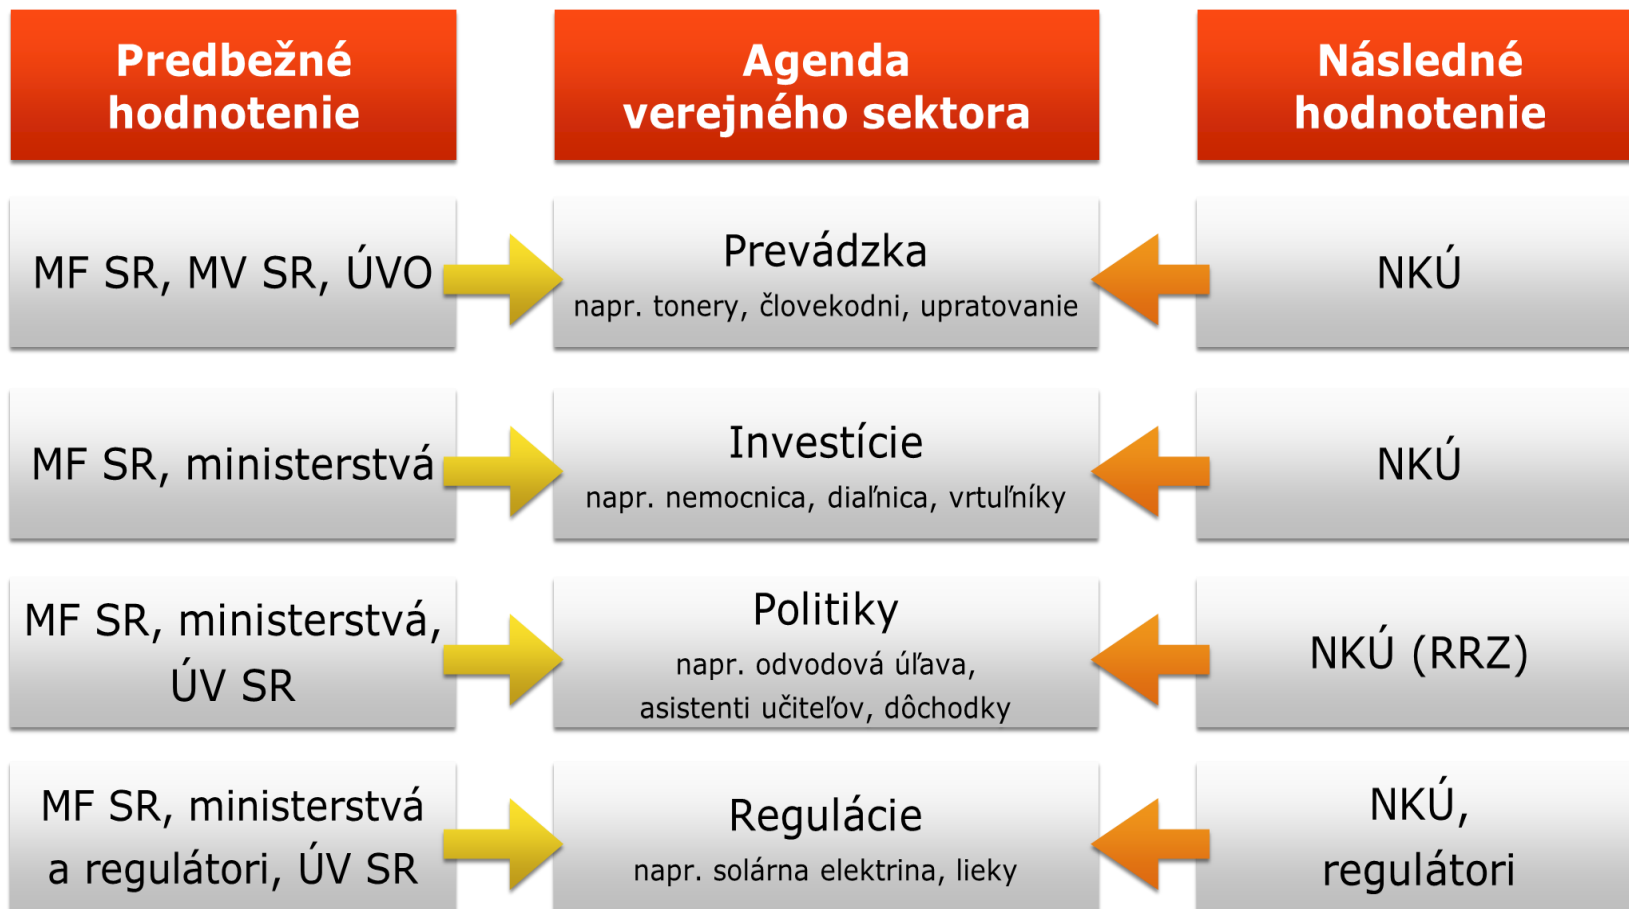 Predbežné
hodnotenie
Agenda
verejného sektora
Následné
hodnotenie
MF SR, MV SR, ÚVO
Prevádzka
napr. tonery, človekodni, upratovanie
NKÚ
MF SR, ministerstvá
Investície
napr. nemocnica, diaľnica, vrtuľníky
NKÚ
MF SR, ministerstvá,
ÚV SR
Politiky
napr. odvodová úľava,
asistenti učiteľov, dôchodky
NKÚ (RRZ)
MF SR, ministerstvá
a regulátori, ÚV SR
Regulácie
napr. solárna elektrina, lieky
NKÚ,
regulátori